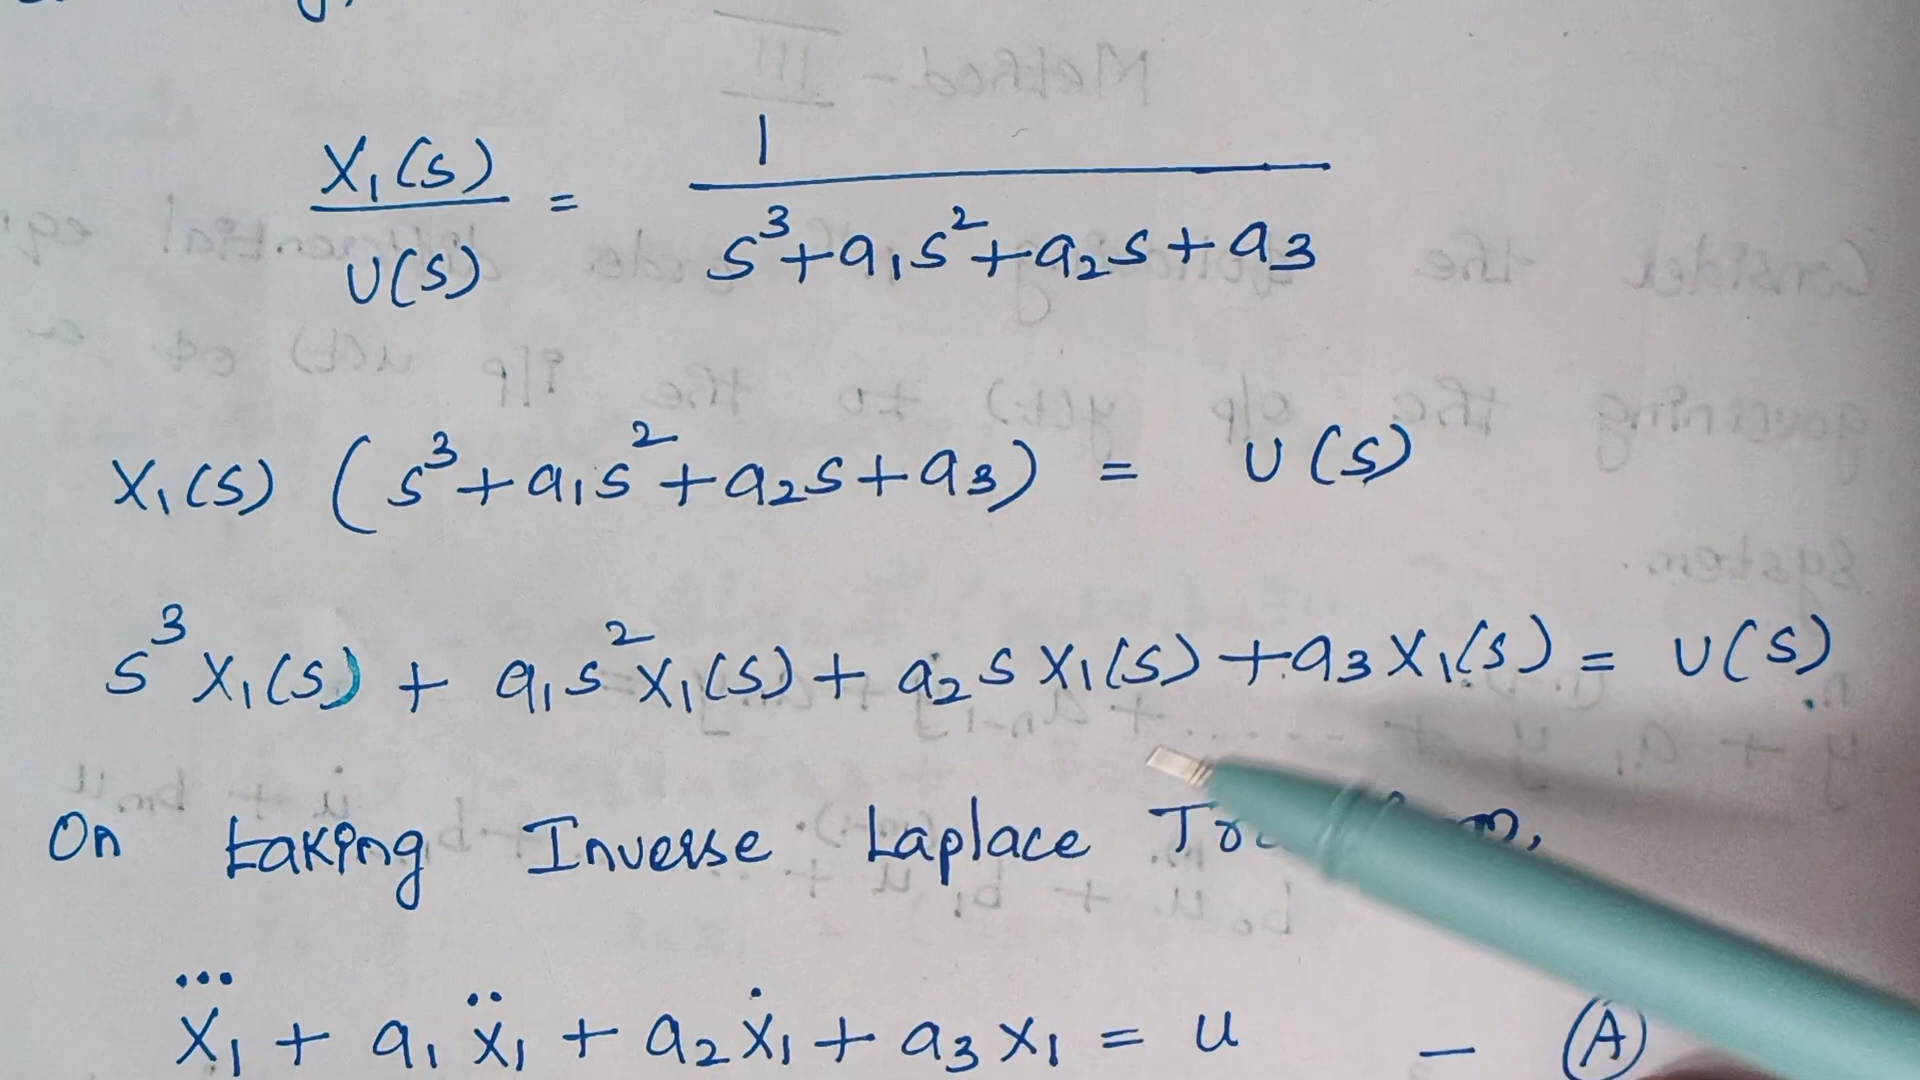 X₁(s) / U(s) = 1 / s³+a₁s²+a₂s+a₃
X₁(s) (s³+a₁s²+a₂s+a₃) = U(s)
s³X₁(s) + a₁s²X₁(s) + a₂sX₁(s) + a₃X₁(s) = U(s)
On taking Inverse Laplace
x⃛₁ + a₁ẍ₁ + a₂ẋ₁ + a₃x₁ = u — (A)